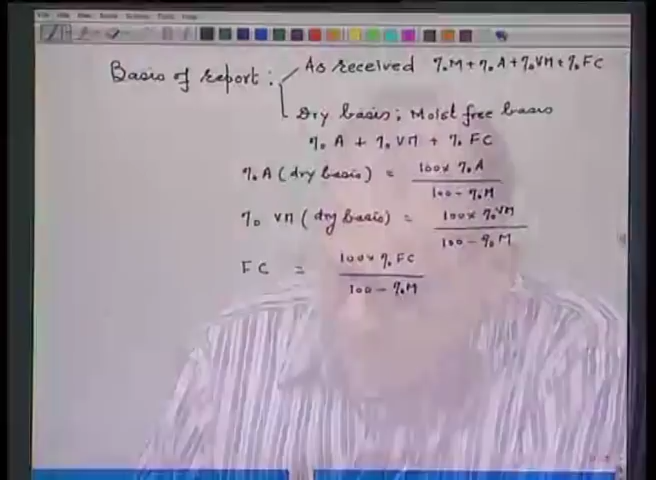 Basis of report : As received %M + %A + %VM + %FC
Dry basis; Moist free basis
% A + % VM + % FC
% A (dry basis) = 100 x % A / 100 - % M
% VM (dry basis) = 100 x % VM / 100 - % M
FC = 100 x % FC / 100 - % M